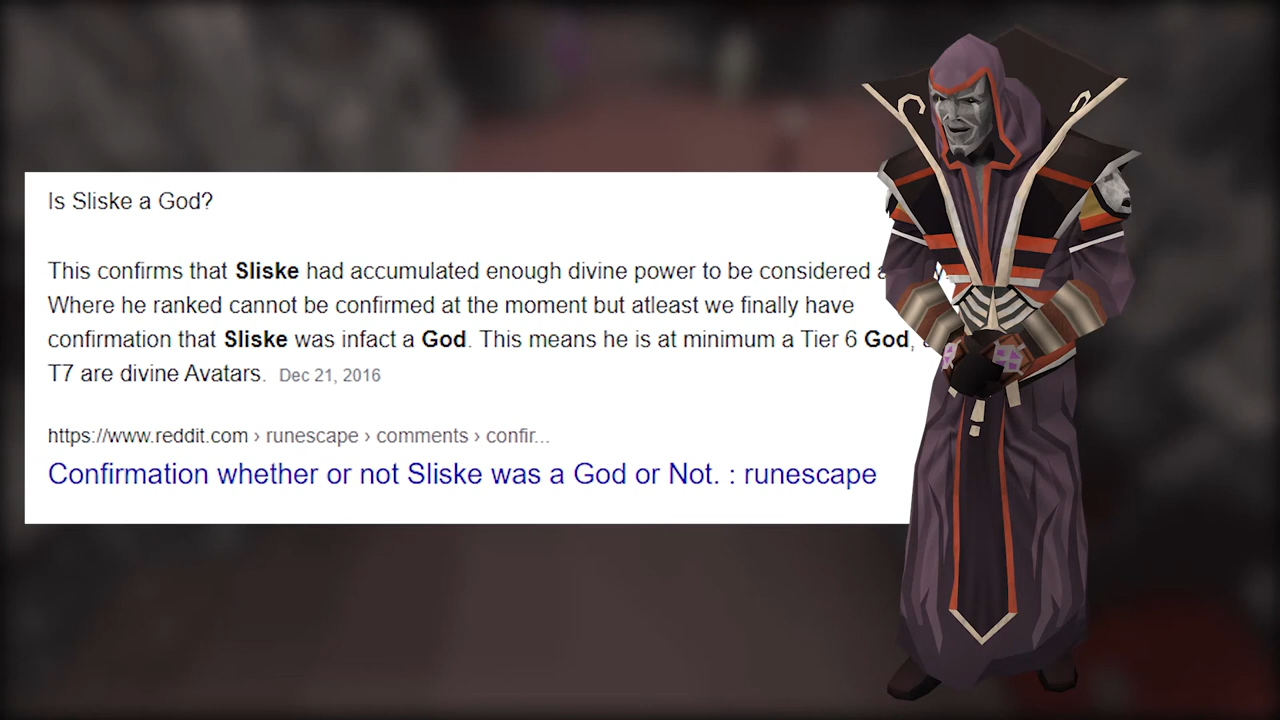 Is Sliske a God?
This confirms that Sliske had accumulated enough divine power to be considered
Where he ranked cannot be confirmed at the moment but atleast we finally have
confirmation that Sliske was infact a God. This means he is at minimum a Tier 6 God,
T7 are divine Avatars. Dec 21, 2016
https://www.reddit.com › runescape › comments › confir...
Confirmation whether or not Sliske was a God or Not. : runescape